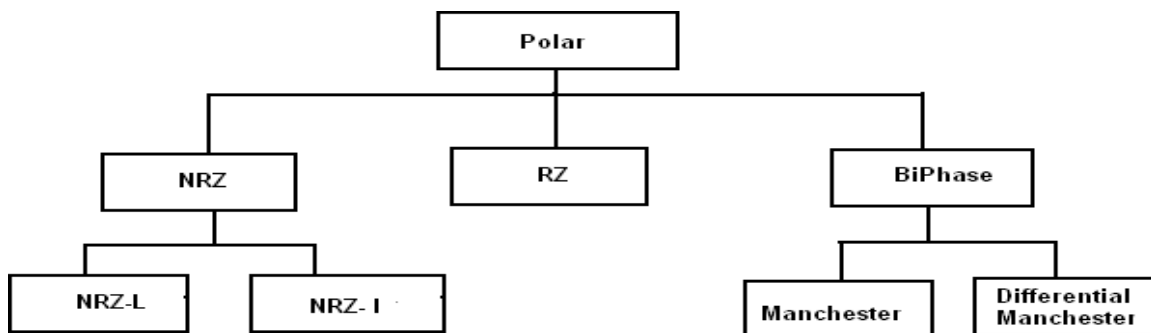 Polar
NRZ
RZ
BiPhase
NRZ-L
NRZ- I
Manchester
Differential
Manchester